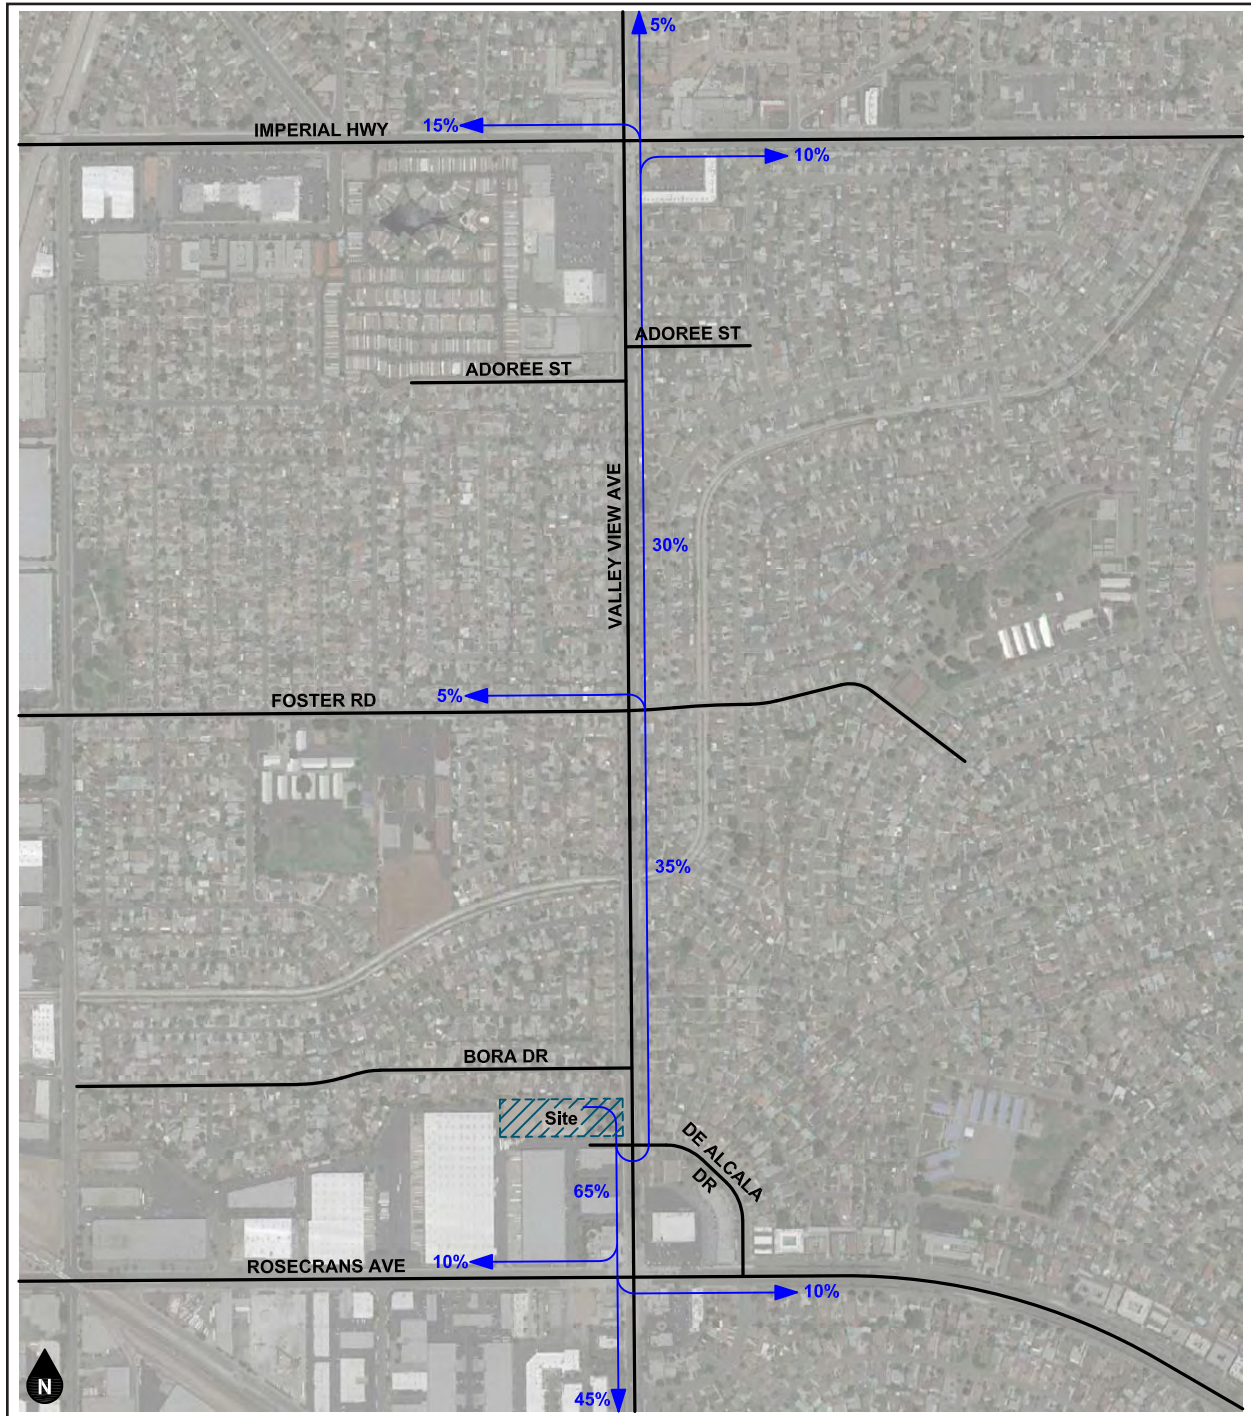 5%
IMPERIAL HWY
15%
10%
ADOREE ST
ADOREE ST
VALLEY VIEW AVE
30%
5%
FOSTER RD
35%
BORA DR
Site
DE ALCALA
DR
65%
10%
ROSECRANS AVE
10%
45%
N